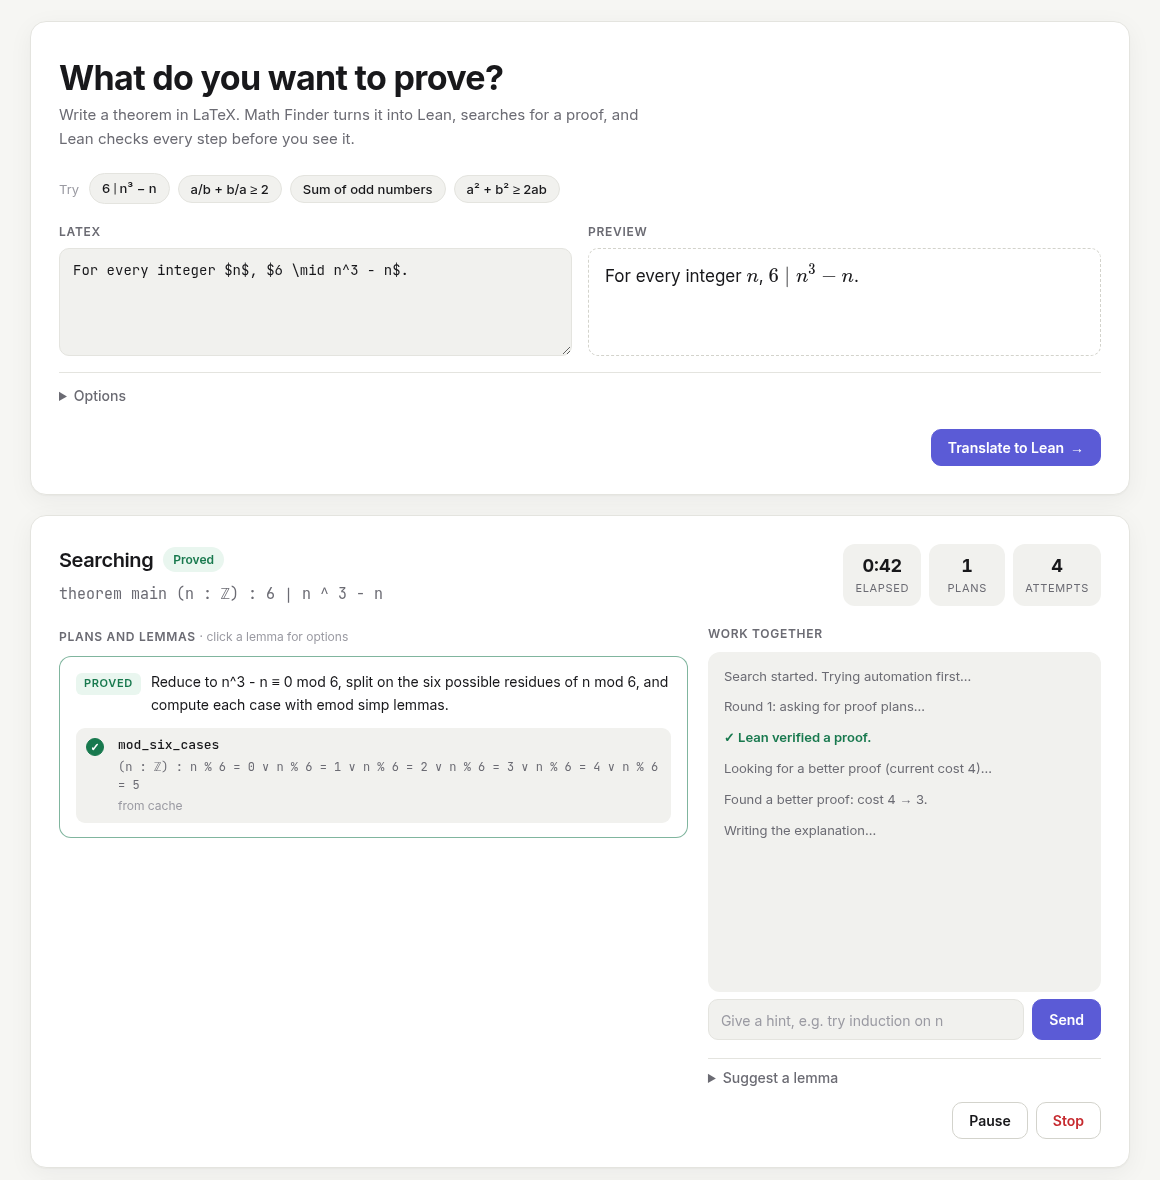 What do you want to prove?
Write a theorem in LaTeX. Math Finder turns it into Lean, searches for a proof, and
Lean checks every step before you see it.
Try 6 | n³ − n a/b + b/a ≥ 2 Sum of odd numbers a² + b² ≥ 2ab
LATEX
PREVIEW
For every integer $n$, $6 \mid n^3 - n$.
For every integer n, 6 | n³ − n.
▶ Options
Translate to Lean →
Searching Proved
theorem main (n : ℤ) : 6 ∣ n ^ 3 - n
0:42
ELAPSED
1
PLANS
4
ATTEMPTS
PLANS AND LEMMAS · click a lemma for options
PROVED Reduce to n^3 - n ≡ 0 mod 6, split on the six possible residues of n mod 6, and
compute each case with emod simp lemmas.
✓ mod_six_cases
(n : ℤ) : n % 6 = 0 ∨ n % 6 = 1 ∨ n % 6 = 2 ∨ n % 6 = 3 ∨ n % 6 = 4 ∨ n % 6
= 5
from cache
WORK TOGETHER
Search started. Trying automation first…
Round 1: asking for proof plans…
✓ Lean verified a proof.
Looking for a better proof (current cost 4)…
Found a better proof: cost 4 → 3.
Writing the explanation…
Give a hint, e.g. try induction on n
Send
▶ Suggest a lemma
Pause
Stop